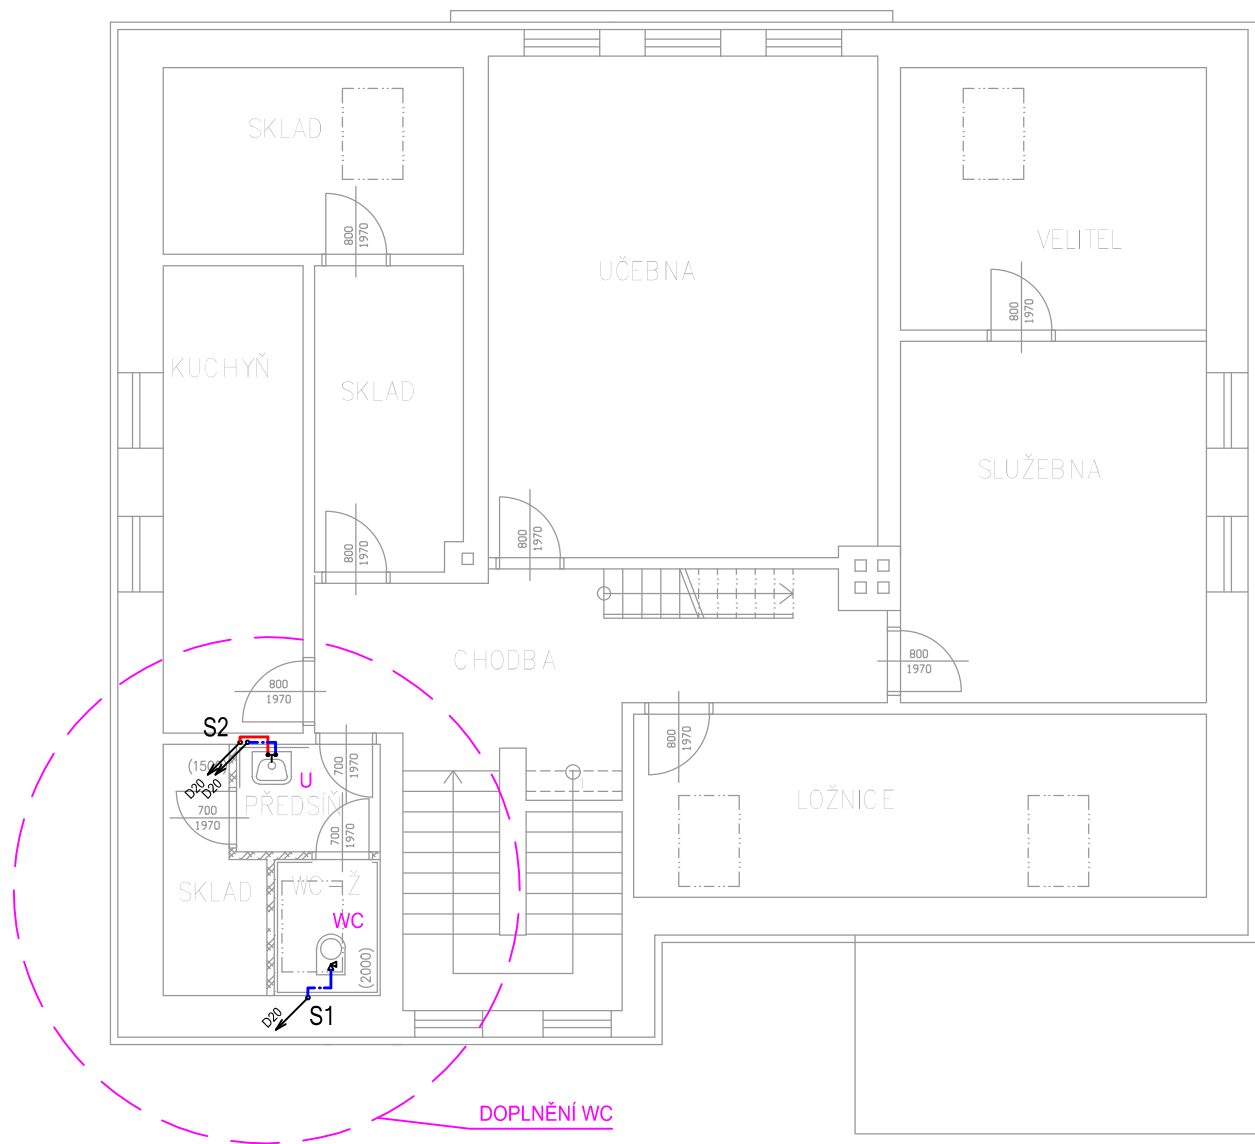 SKLAD
800
1970
UČEBNA
VELITEL
800
1970
KUCHYŇ
SKLAD
SLUŽEBNA
800
1970
800
1970
CHODBA
800
1970
800
1970
800
1970
S2
(150
D20
D20
U
700
1970
PŘEDSÍŇ
700
1970
700
1970
LOŽNICE
SKLAD
WC - Ž
WC
(2000)
D20
S1
DOPLNĚNÍ WC